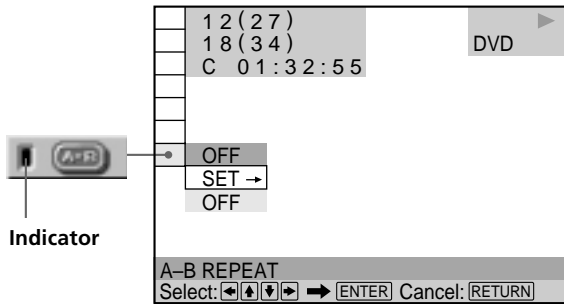 12(27)
18(34)
C 01:32:55
DVD
A-B
OFF
SET →
OFF
Indicator
A–B REPEAT
Select: ←↑↓→ ➡ ENTER Cancel: RETURN